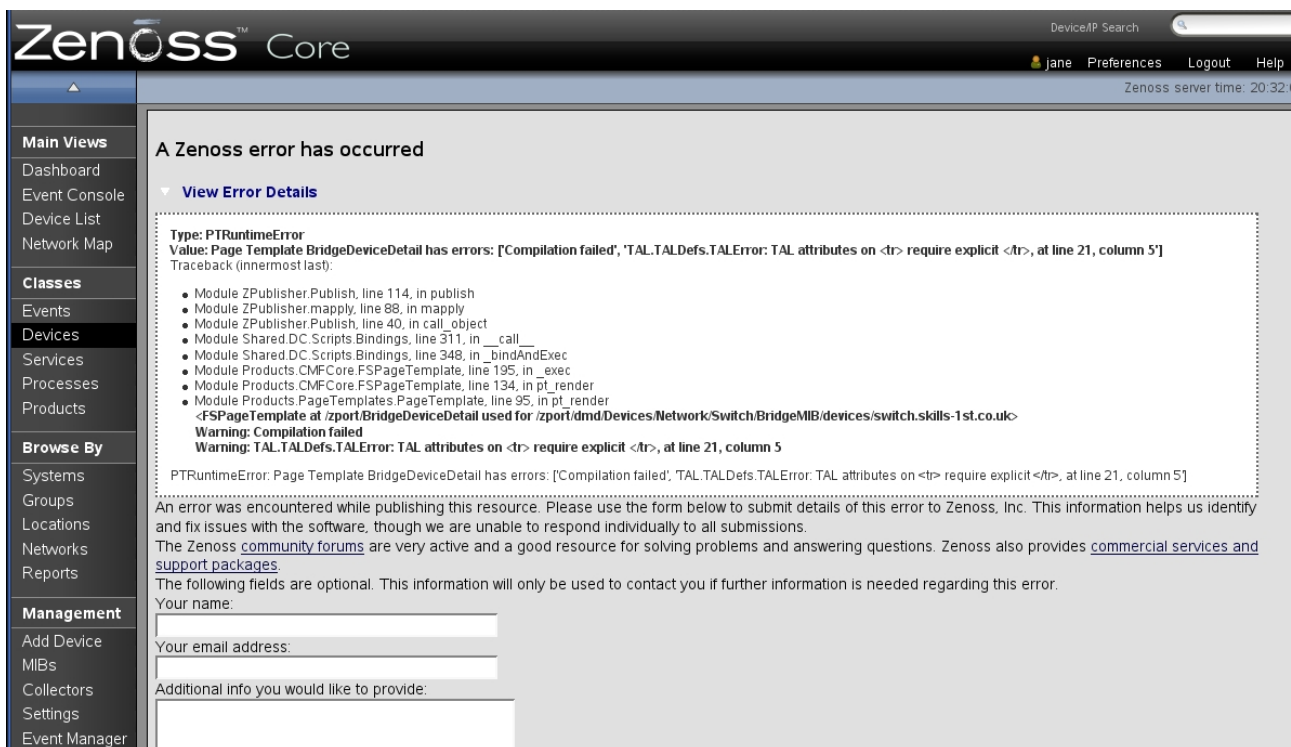 Zenoss™ Core
Device/IP Search
jane Preferences Logout Help
Zenoss server time: 20:32:
Main Views
Dashboard
Event Console
Device List
Network Map
Classes
Events
Devices
Services
Processes
Products
Browse By
Systems
Groups
Locations
Networks
Reports
Management
Add Device
MIBs
Collectors
Settings
Event Manager
A Zenoss error has occurred
View Error Details
Type: PTRuntimeError
Value: Page Template BridgeDeviceDetail has errors: ['Compilation failed', 'TAL.TALDefs.TALError: TAL attributes on <tr> require explicit </tr>, at line 21, column 5']
Traceback (innermost last):
• Module ZPublisher.Publish, line 114, in publish
• Module ZPublisher.mapply, line 88, in mapply
• Module ZPublisher.Publish, line 40, in call_object
• Module Shared.DC.Scripts.Bindings, line 311, in __call__
• Module Shared.DC.Scripts.Bindings, line 348, in _bindAndExec
• Module Products.CMFCore.FSPageTemplate, line 195, in _exec
• Module Products.CMFCore.FSPageTemplate, line 134, in pt_render
• Module Products.PageTemplates.PageTemplate, line 95, in pt_render
<FSPageTemplate at /zport/BridgeDeviceDetail used for /zport/dmd/Devices/Network/Switch/BridgeMIB/devices/switch.skills-1st.co.uk>
Warning: Compilation failed
Warning: TAL.TALDefs.TALError: TAL attributes on <tr> require explicit </tr>, at line 21, column 5
PTRuntimeError: Page Template BridgeDeviceDetail has errors: ['Compilation failed', 'TAL.TALDefs.TALError: TAL attributes on <tr> require explicit </tr>, at line 21, column 5']
An error was encountered while publishing this resource. Please use the form below to submit details of this error to Zenoss, Inc. This information helps us identify
and fix issues with the software, though we are unable to respond individually to all submissions.
The Zenoss community forums are very active and a good resource for solving problems and answering questions. Zenoss also provides commercial services and
support packages.
The following fields are optional. This information will only be used to contact you if further information is needed regarding this error.
Your name:
Your email address:
Additional info you would like to provide: